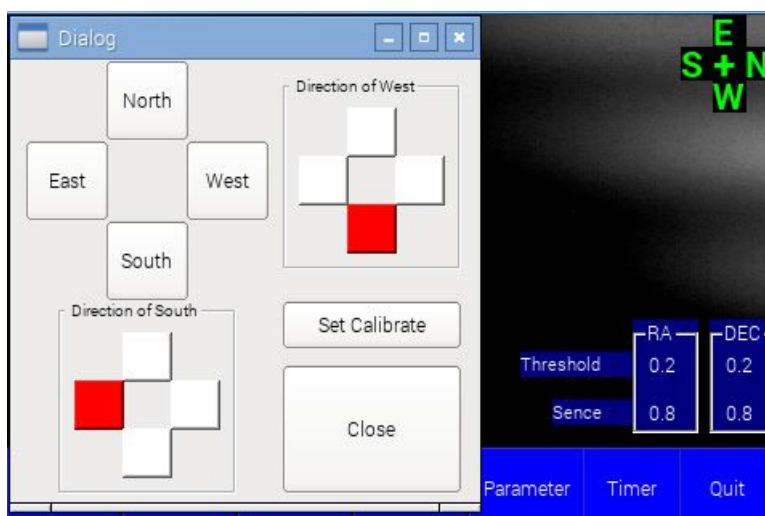 Dialog
North
East West
South
Direction of West
Direction of South
Set Calibrate
Close
E
S + N
W
RA DEC
Threshold 0.2 0.2
Sence 0.8 0.8
Parameter Timer Quit